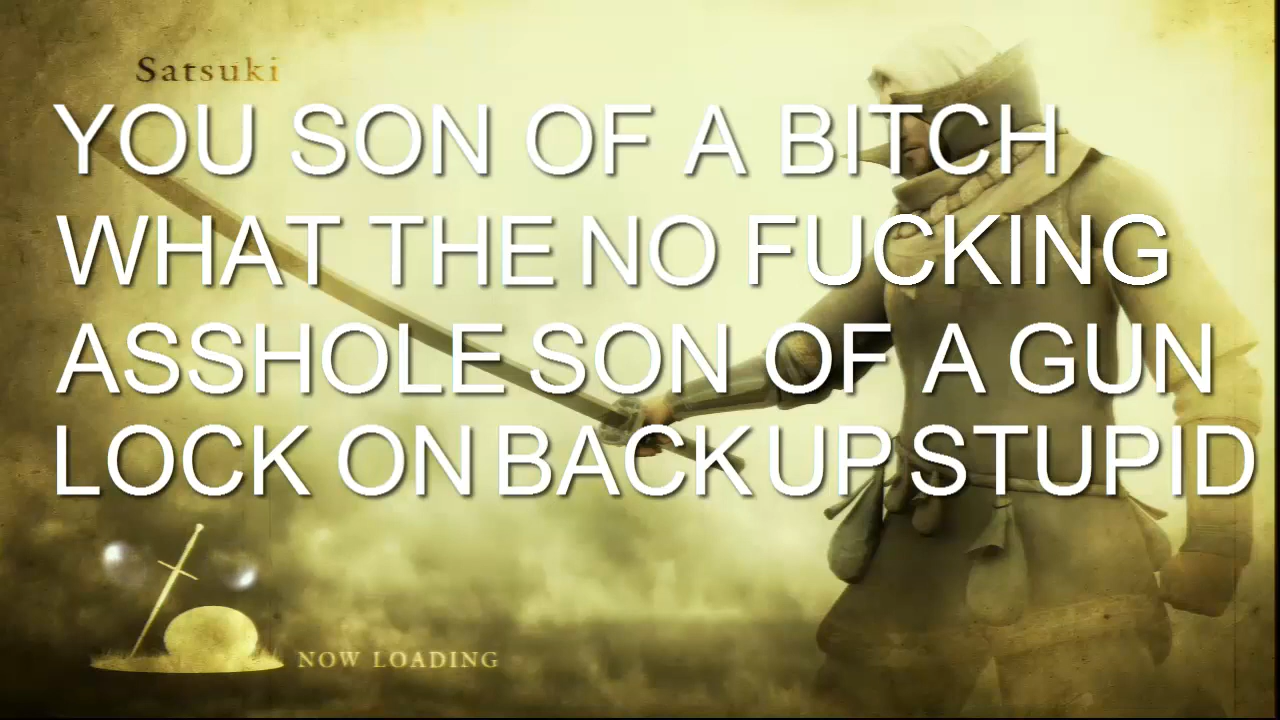 Satsuki
YOU SON OF A BITCH
WHAT THE NO FUCKING
ASSHOLE SON OF A GUN
LOCK ON BACK UP STUPID
NOW LOADING